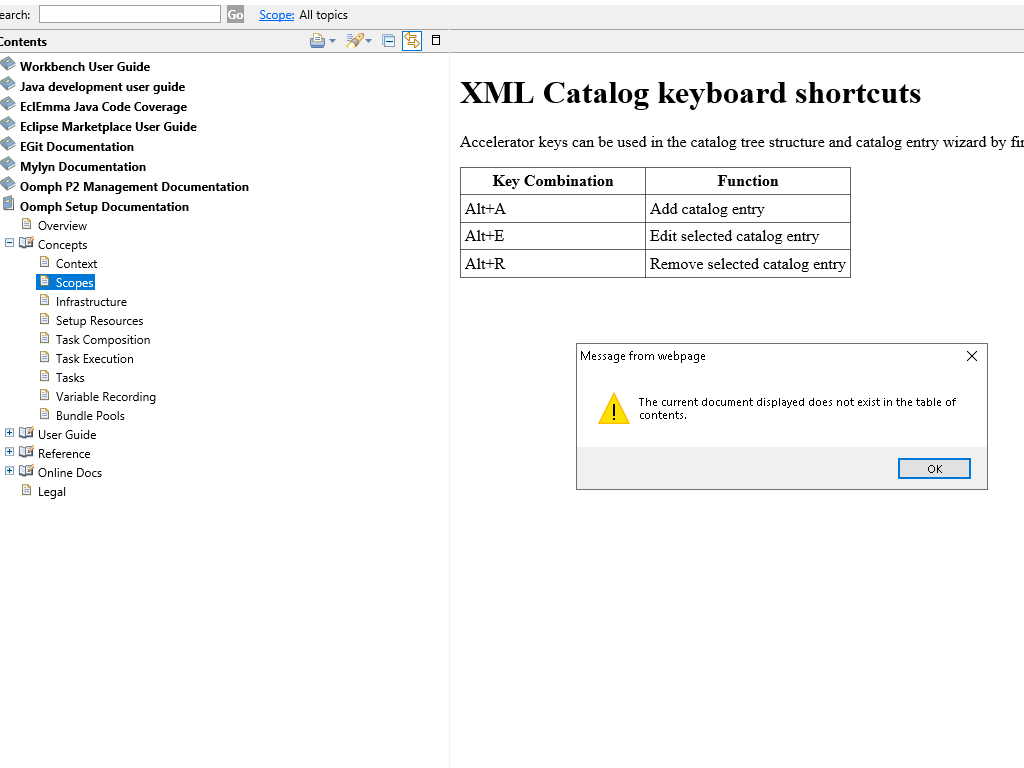 earch: Go Scope: All topics
Contents
Workbench User Guide
Java development user guide
EclEmma Java Code Coverage
Eclipse Marketplace User Guide
EGit Documentation
Mylyn Documentation
Oomph P2 Management Documentation
Oomph Setup Documentation
Overview
Concepts
Context
Scopes
Infrastructure
Setup Resources
Task Composition
Task Execution
Tasks
Variable Recording
Bundle Pools
User Guide
Reference
Online Docs
Legal
XML Catalog keyboard shortcuts
Accelerator keys can be used in the catalog tree structure and catalog entry wizard by fir
Key Combination Function
Alt+A Add catalog entry
Alt+E Edit selected catalog entry
Alt+R Remove selected catalog entry
Message from webpage
The current document displayed does not exist in the table of
contents.
OK